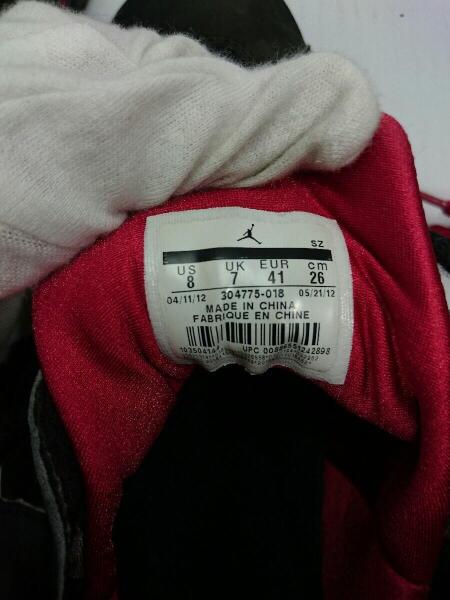 SZ
US UK EUR cm
8 7 41 26
04/11/12 304775-018 05/21/12
MADE IN CHINA
FABRIQUE EN CHINE
UPC